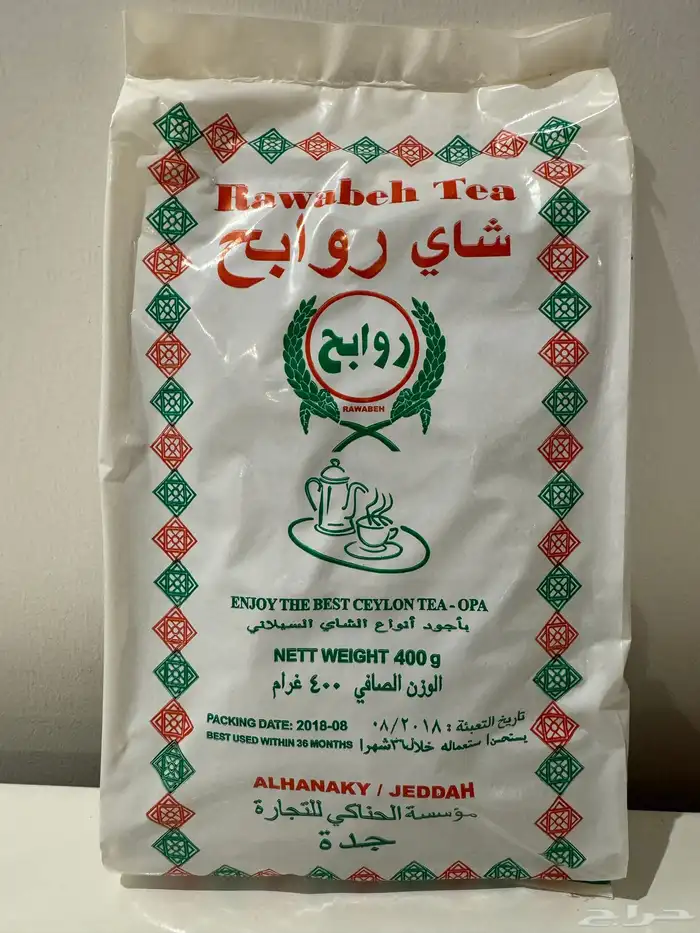 Rawabeh Tea
شاي روابح
روابح
RAWABEH
ENJOY THE BEST CEYLON TEA - OPA
بأجود أنواع الشاي السيلاني
NETT WEIGHT 400 g
الوزن الصافي ٤٠٠ غرام
PACKING DATE: 2018-08
تاريخ التعبئة : ٠٨/٢٠١٨
BEST USED WITHIN 36 MONTHS
يستحسن استعماله خلال ٣٦ شهرا
ALHANAKY / JEDDAH
مؤسسة الحناكي للتجارة
جدة
حراج